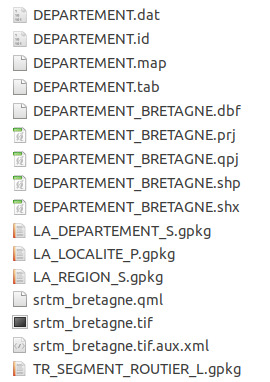 DEPARTEMENT.dat
DEPARTEMENT.id
DEPARTEMENT.map
DEPARTEMENT.tab
DEPARTEMENT_BRETAGNE.dbf
DEPARTEMENT_BRETAGNE.prj
DEPARTEMENT_BRETAGNE.qpj
DEPARTEMENT_BRETAGNE.shp
DEPARTEMENT_BRETAGNE.shx
LA_DEPARTEMENT_S.gpkg
LA_LOCALITE_P.gpkg
LA_REGION_S.gpkg
srtm_bretagne.qml
srtm_bretagne.tif
srtm_bretagne.tif.aux.xml
TR_SEGMENT_ROUTIER_L.gpkg